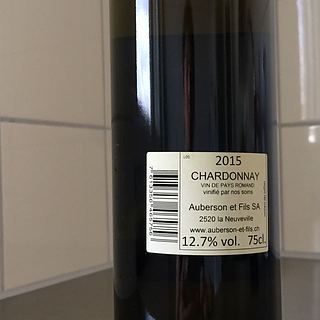 L00.
2015
CHARDONNAY
VIN DE PAYS ROMAND
vinifié par nos soins
Auberson et Fils SA
2520 la Neuveville
www.auberson-et-fils.ch
12.7% vol. 75cl.